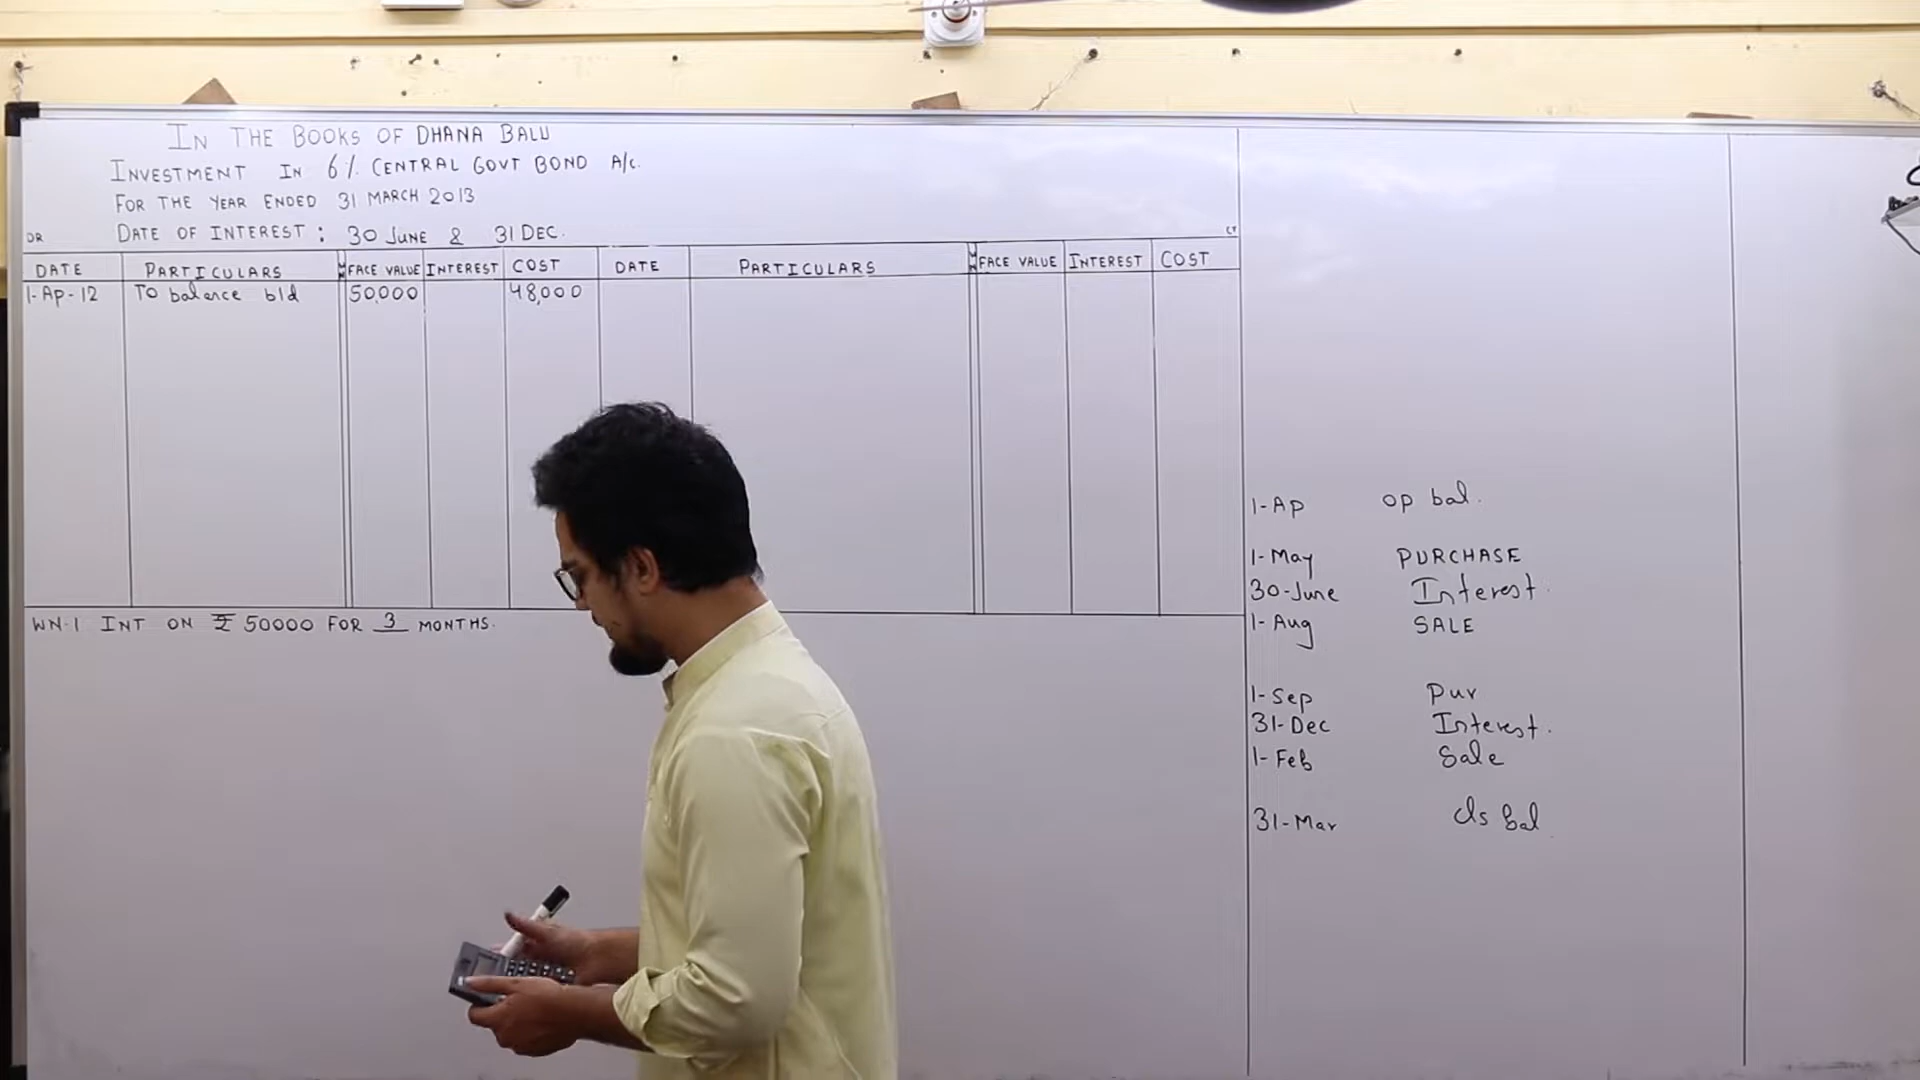 IN THE BOOKS OF DHANA BALU
INVESTMENT IN 6% CENTRAL GOVT BOND A/c.
FOR THE YEAR ENDED 31 MARCH 2013
DR DATE OF INTEREST : 30 JUNE & 31 DEC. CR
DATE PARTICULARS FACE VALUE INTEREST COST DATE PARTICULARS FACE VALUE INTEREST COST
1-Ap-12 To balance b/d 50,000 48,000
WN-1 INT ON ₹ 50000 FOR 3 MONTHS.
1-Ap op bal.
1-May PURCHASE
30-June Interest.
1-Aug SALE
1-Sep Pur
31-Dec Interest.
1-Feb Sale
31-Mar cls bal